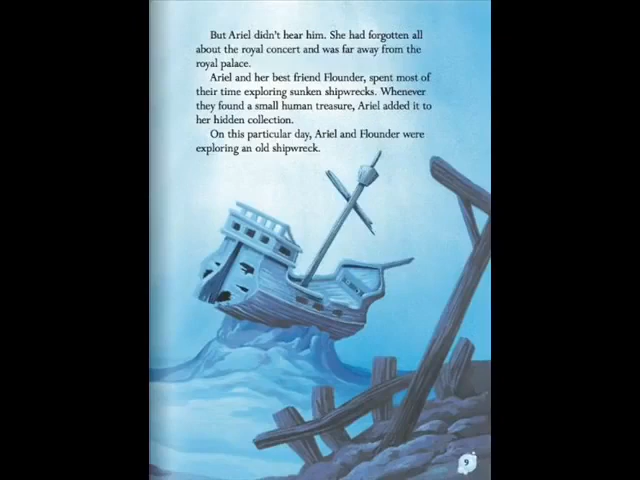 But Ariel didn't hear him. She had forgotten all
about the royal concert and was far away from the
royal palace.
Ariel and her best friend Flounder, spent most of
their time exploring sunken shipwrecks. Whenever
they found a small human treasure, Ariel added it to
her hidden collection.
On this particular day, Ariel and Flounder were
exploring an old shipwreck.
9